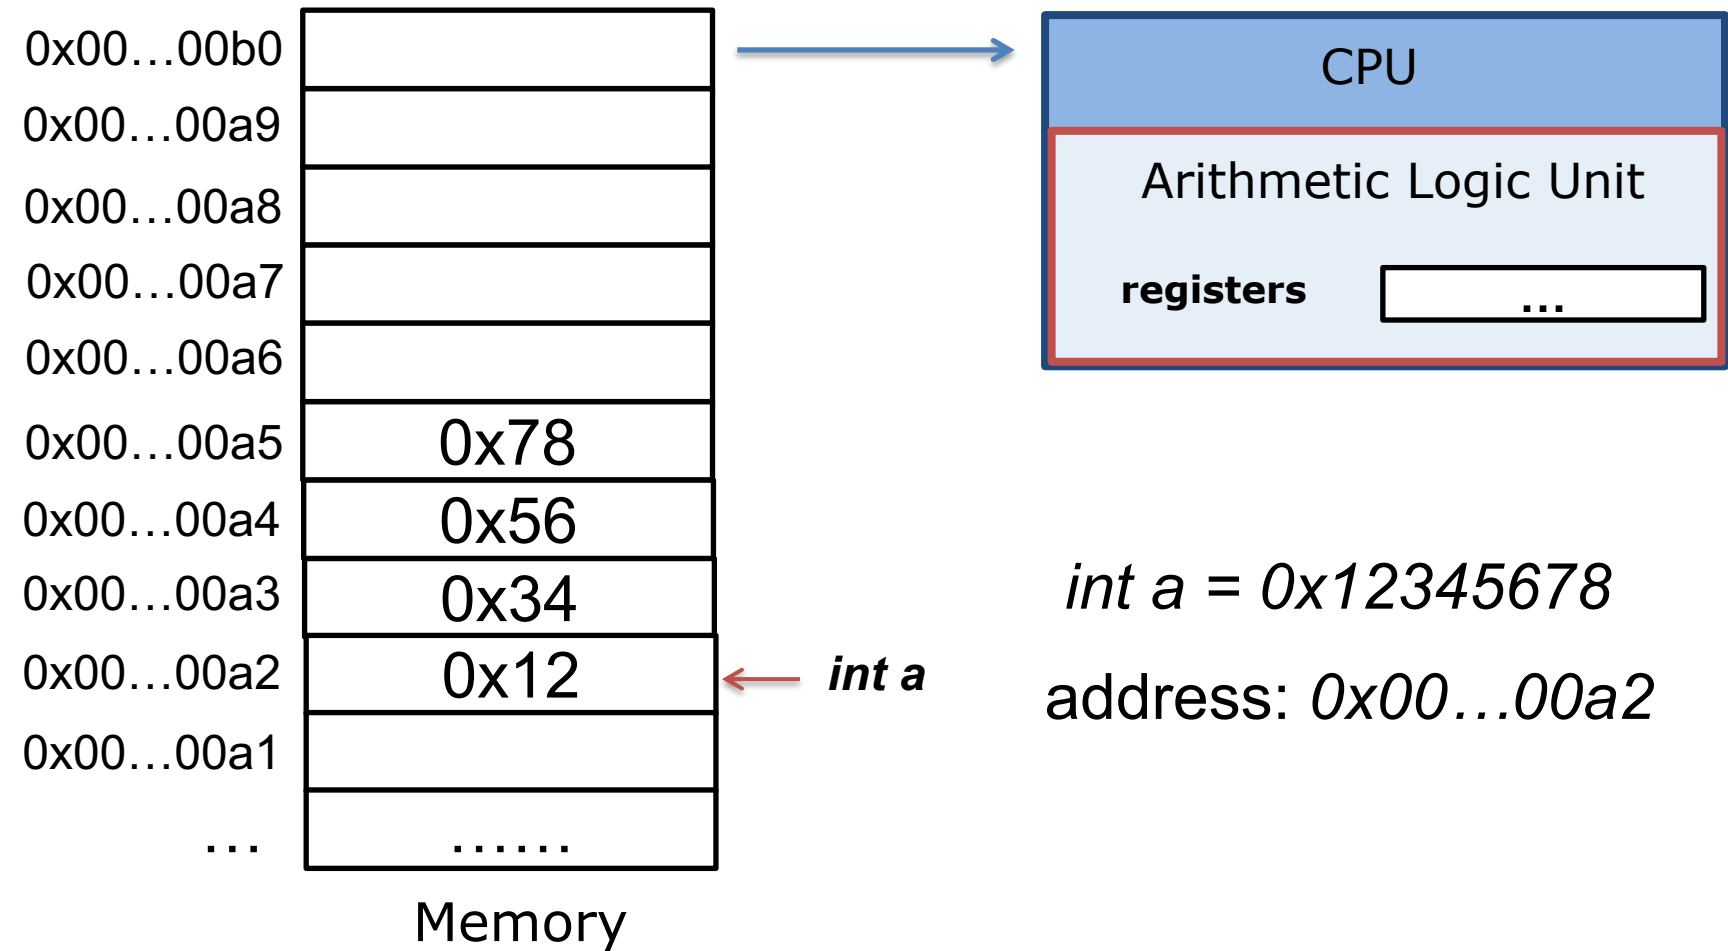 0x00…00b0
0x00…00a9
0x00…00a8
0x00…00a7
0x00…00a6
0x00…00a5 0x78
0x00…00a4 0x56
0x00…00a3 0x34
0x00…00a2 0x12 int a
0x00…00a1
… ……
Memory
CPU
Arithmetic Logic Unit
registers …
int a = 0x12345678
address: 0x00…00a2